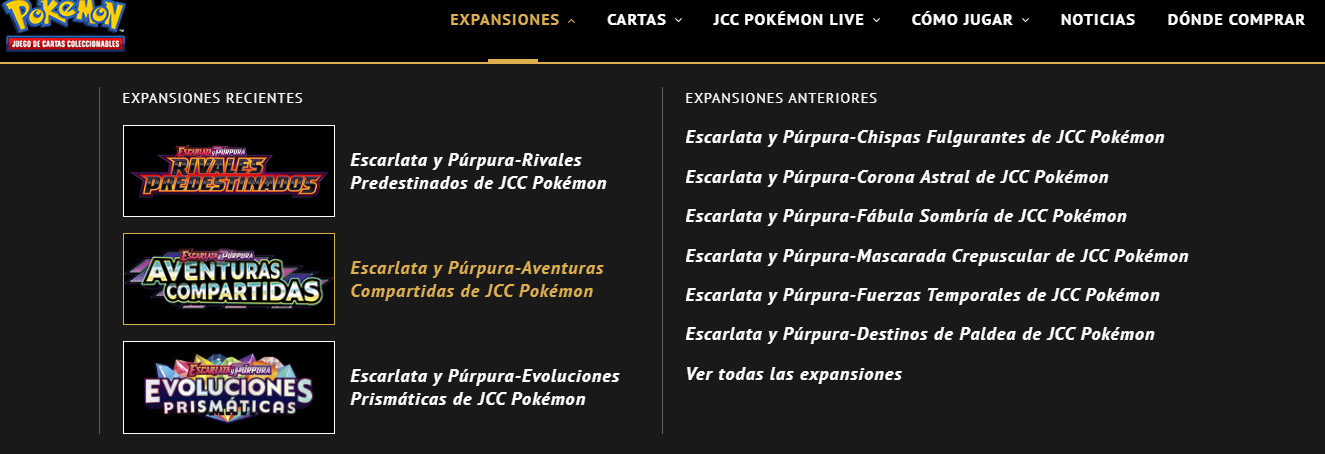 POKéMON
JUEGO DE CARTAS COLECCIONABLES
EXPANSIONES
CARTAS
JCC POKÉMON LIVE
CÓMO JUGAR
NOTICIAS
DÓNDE COMPRAR
EXPANSIONES RECIENTES
ESCARLATA Y PÚRPURA
RIVALES
PREDESTINADOS
Escarlata y Púrpura-Rivales
Predestinados de JCC Pokémon
ESCARLATA Y PÚRPURA
AVENTURAS
COMPARTIDAS
Escarlata y Púrpura-Aventuras
Compartidas de JCC Pokémon
ESCARLATA Y PÚRPURA
EVOLUCIONES
PRISMÁTICAS
Escarlata y Púrpura-Evoluciones
Prismáticas de JCC Pokémon
EXPANSIONES ANTERIORES
Escarlata y Púrpura-Chispas Fulgurantes de JCC Pokémon
Escarlata y Púrpura-Corona Astral de JCC Pokémon
Escarlata y Púrpura-Fábula Sombría de JCC Pokémon
Escarlata y Púrpura-Mascarada Crepuscular de JCC Pokémon
Escarlata y Púrpura-Fuerzas Temporales de JCC Pokémon
Escarlata y Púrpura-Destinos de Paldea de JCC Pokémon
Ver todas las expansiones